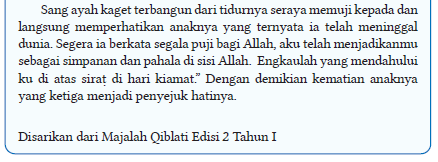 Sang ayah kaget terbangun dari tidurnya seraya memuji kepada dan
langsung memperhatikan anaknya yang ternyata ia telah meninggal
dunia. Segera ia berkata segala puji bagi Allah, aku telah menjadikanmu
sebagai simpanan dan pahala di sisi Allah. Engkaulah yang mendahului
ku di atas siraṭ di hari kiamat.” Dengan demikian kematian anaknya
yang ketiga menjadi penyejuk hatinya.
Disarikan dari Majalah Qiblati Edisi 2 Tahun I